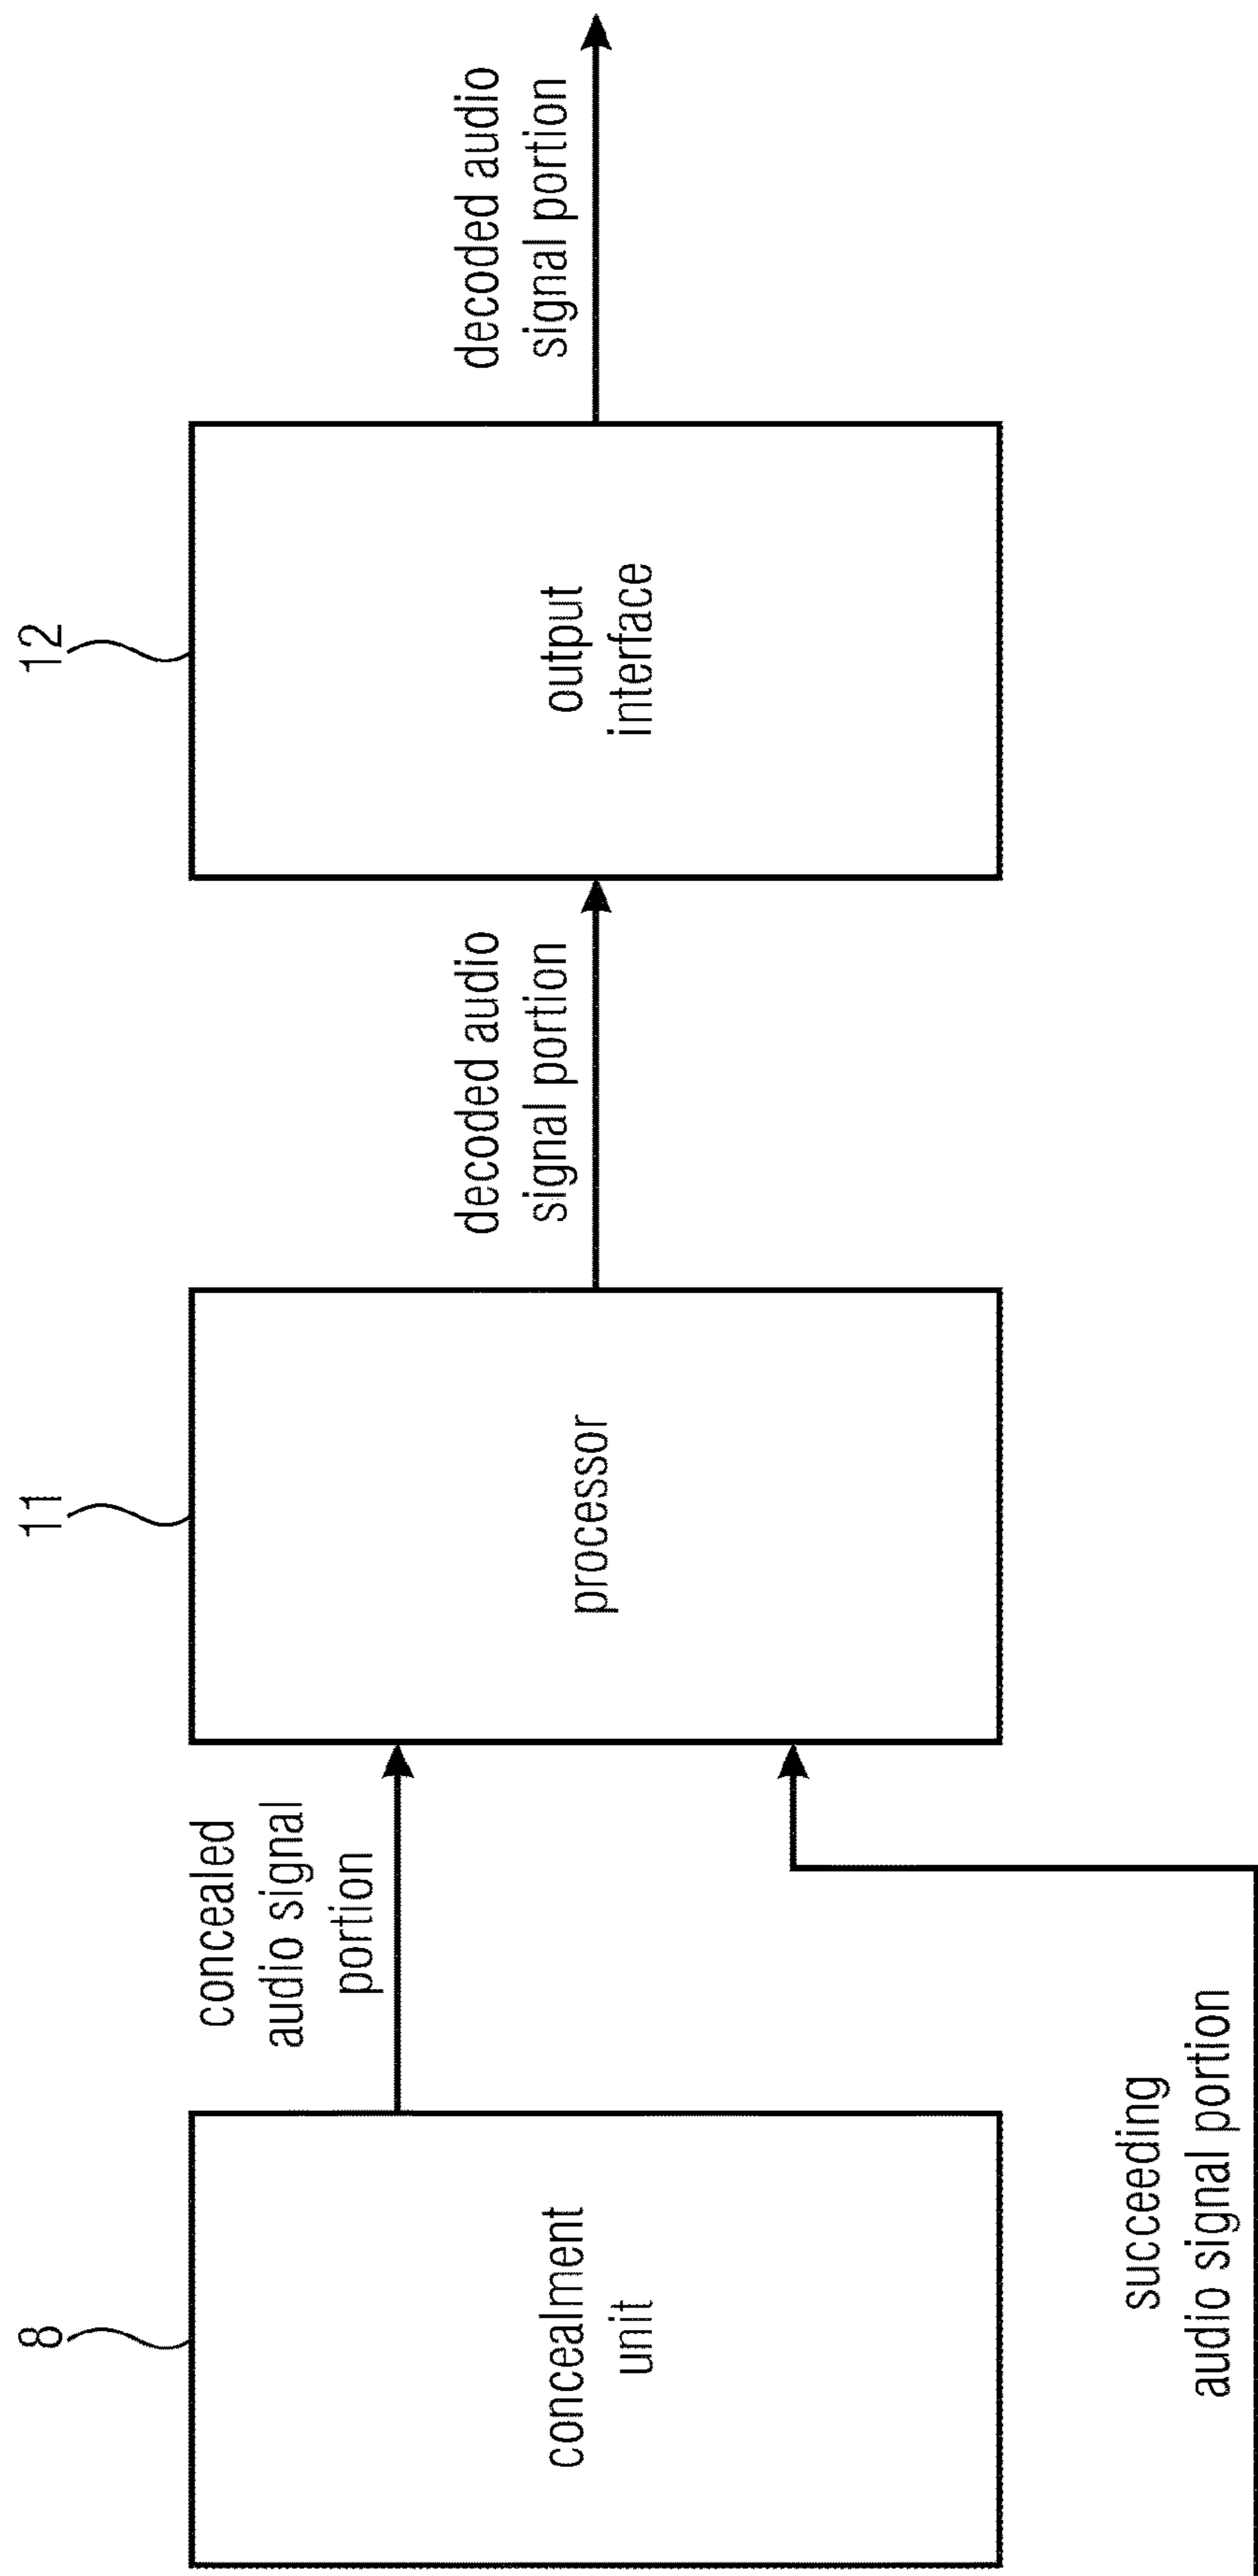 8
concealment
unit
concealed
audio signal
portion
succeeding
audio signal portion
11
processor
decoded audio
signal portion
12
output
interface
decoded audio
signal portion